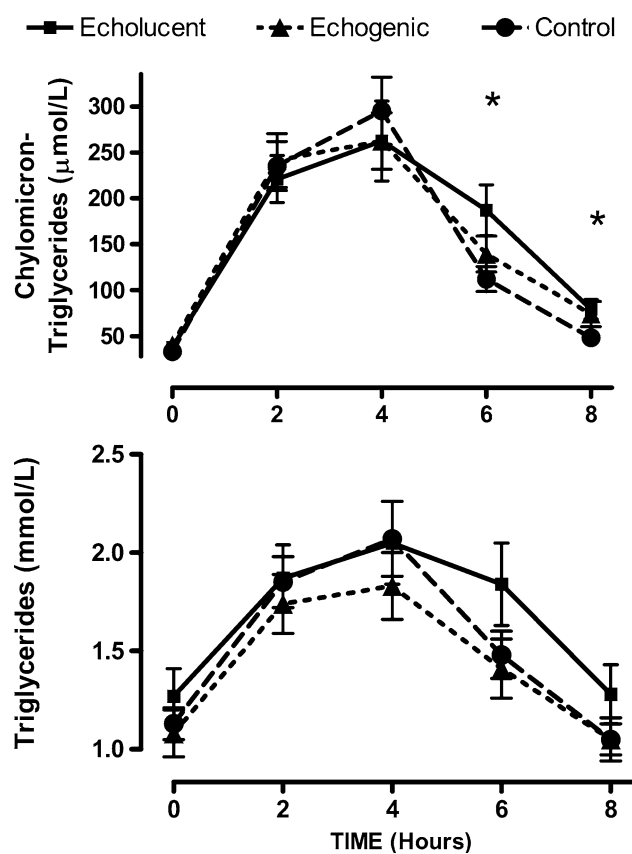 Echolucent Echogenic Control
Chylomicron-
Triglycerides (μmol/L)
300
250
200
150
100
50
*
*
0 2 4 6 8
Triglycerides (mmol/L)
2.5
2.0
1.5
1.0
0 2 4 6 8
TIME (Hours)